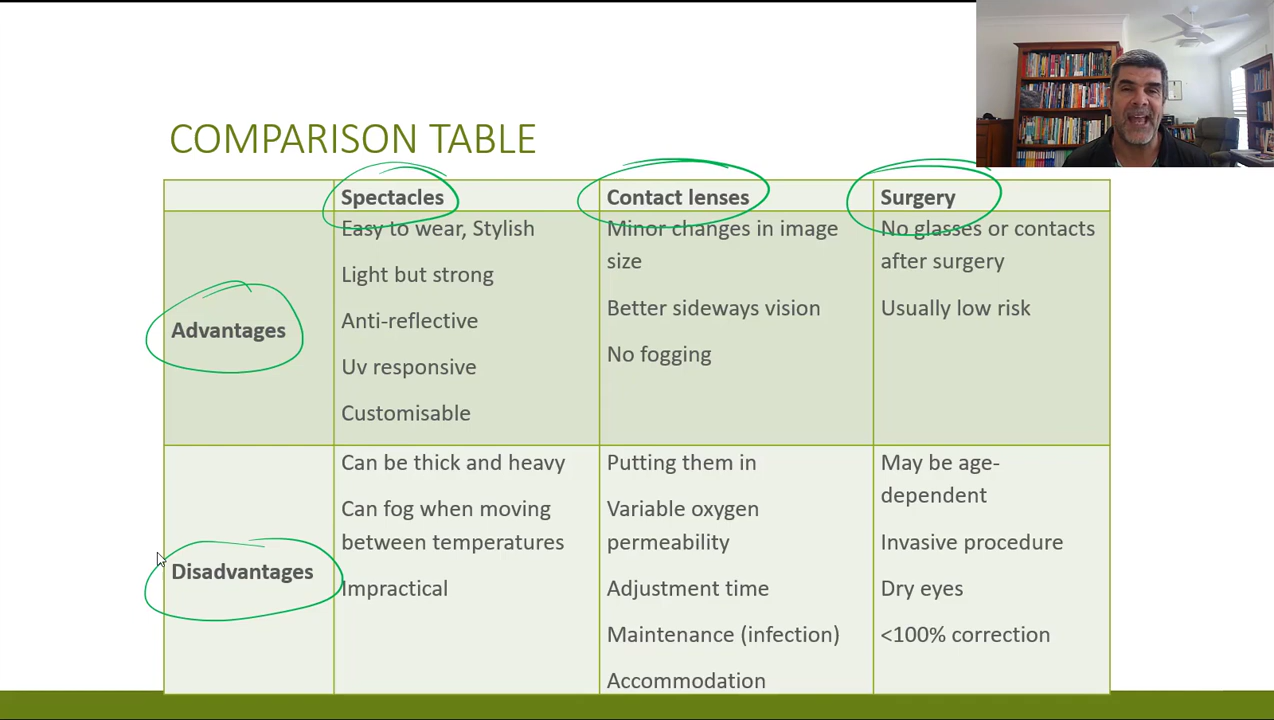 COMPARISON TABLE
Spectacles
Contact lenses
Surgery
Advantages
Easy to wear, Stylish
Light but strong
Anti-reflective
Uv responsive
Customisable
Minor changes in image
size
Better sideways vision
No fogging
No glasses or contacts
after surgery
Usually low risk
Disadvantages
Can be thick and heavy
Can fog when moving
between temperatures
Impractical
Putting them in
Variable oxygen
permeability
Adjustment time
Maintenance (infection)
Accommodation
May be age-
dependent
Invasive procedure
Dry eyes
<100% correction